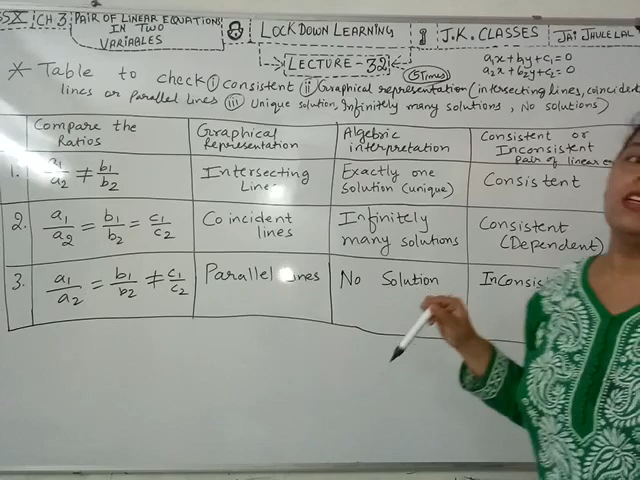 SSX CH.3 PAIR OF LINEAR EQUATIONS
IN TWO
VARIABLES
LOCKDOWN LEARNING
J.K. CLASSES
JAI JAULELAL
LECTURE-32
5 Times
a₁x+by+c₁=0
a₂x+b₂y+c₂=0
* Table to check (i) consistent (ii) Graphical representation (intersecting lines, coincident
lines or Parallel lines (iii) Unique solution, Infinitely many solutions, No solutions)
Compare the Ratios
Graphical Representation
Algebric interpretation
Consistent or Inconsistent pair of linear
1. a₁/a₂ ≠ b₁/b₂
Intersecting Lines
Exactly one Solution (unique)
Consistent
2. a₁/a₂ = b₁/b₂ = c₁/c₂
Coincident lines
Infinitely many solutions
Consistent (Dependent)
3. a₁/a₂ = b₁/b₂ ≠ c₁/c₂
Parallel lines
No Solution
InConsis